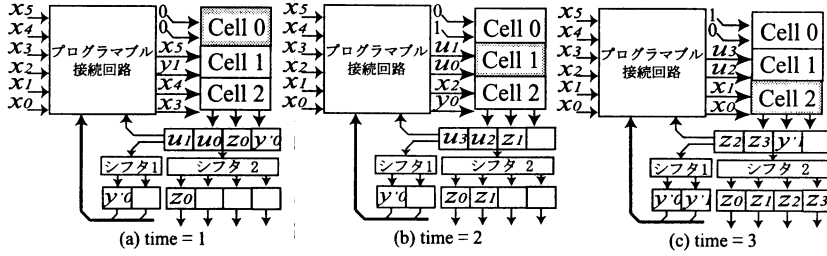 x5
x4
x3
x2
x1
x0
プログラマブル
接続回路
0
0
x5
y1
x4
x3
Cell 0
Cell 1
Cell 2
u1 u0 z0 y'0
シフタ1
シフタ 2
y'0
z0
(a) time = 1
x5
x4
x3
x2
x1
x0
プログラマブル
接続回路
0
1
u1
u0
x2
y0
Cell 0
Cell 1
Cell 2
u3 u2 z1
シフタ1
シフタ 2
y'0
z0 z1
(b) time = 2
x5
x4
x3
x2
x1
x0
プログラマブル
接続回路
1
0
u3
u2
x1
x0
Cell 0
Cell 1
Cell 2
z2 z3 y'1
シフタ1
シフタ 2
y'0 y'1
z0 z1 z2 z3
(c) time = 3